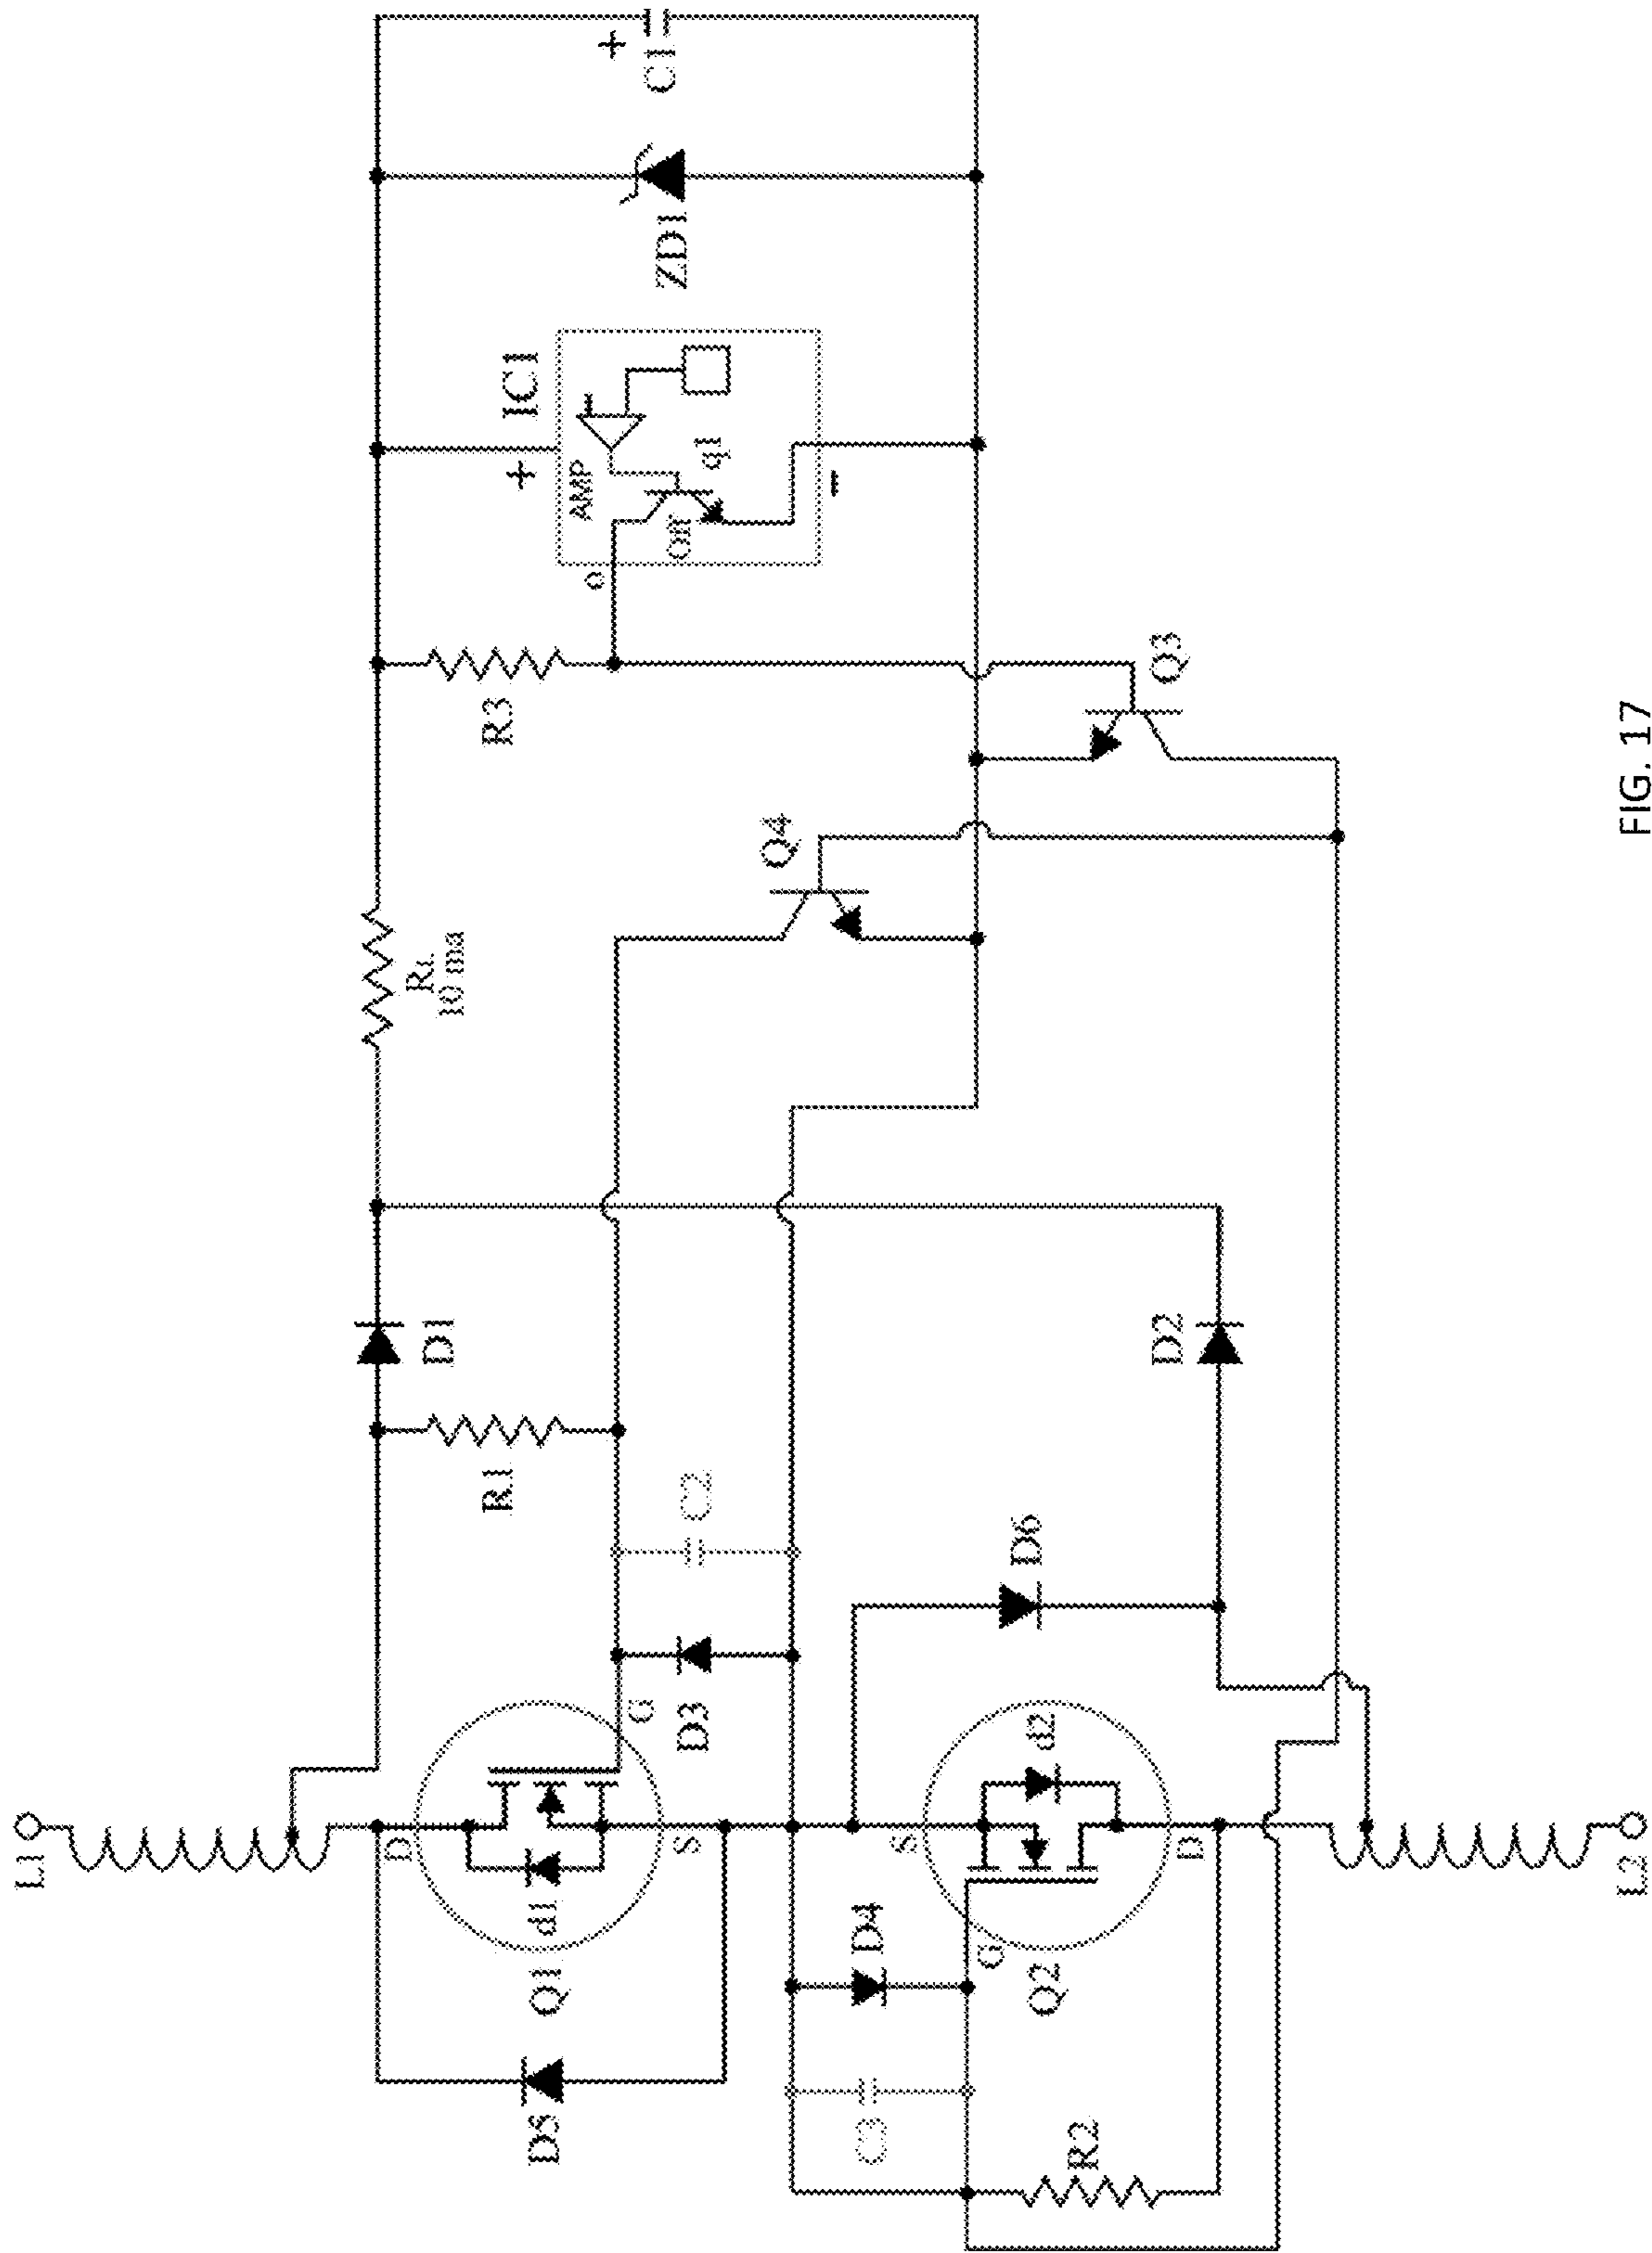 L1
D
d1
Q1
S
G
D5
D3
R1
C2
D1
Ri
10 ma
R3
IC1
+
AMP
q1
Off
o
-
ZD1
+
C1
Q4
Q3
D4
C3
S
G
d2
Q2
D
R2
D6
D2
L2
FIG. 17